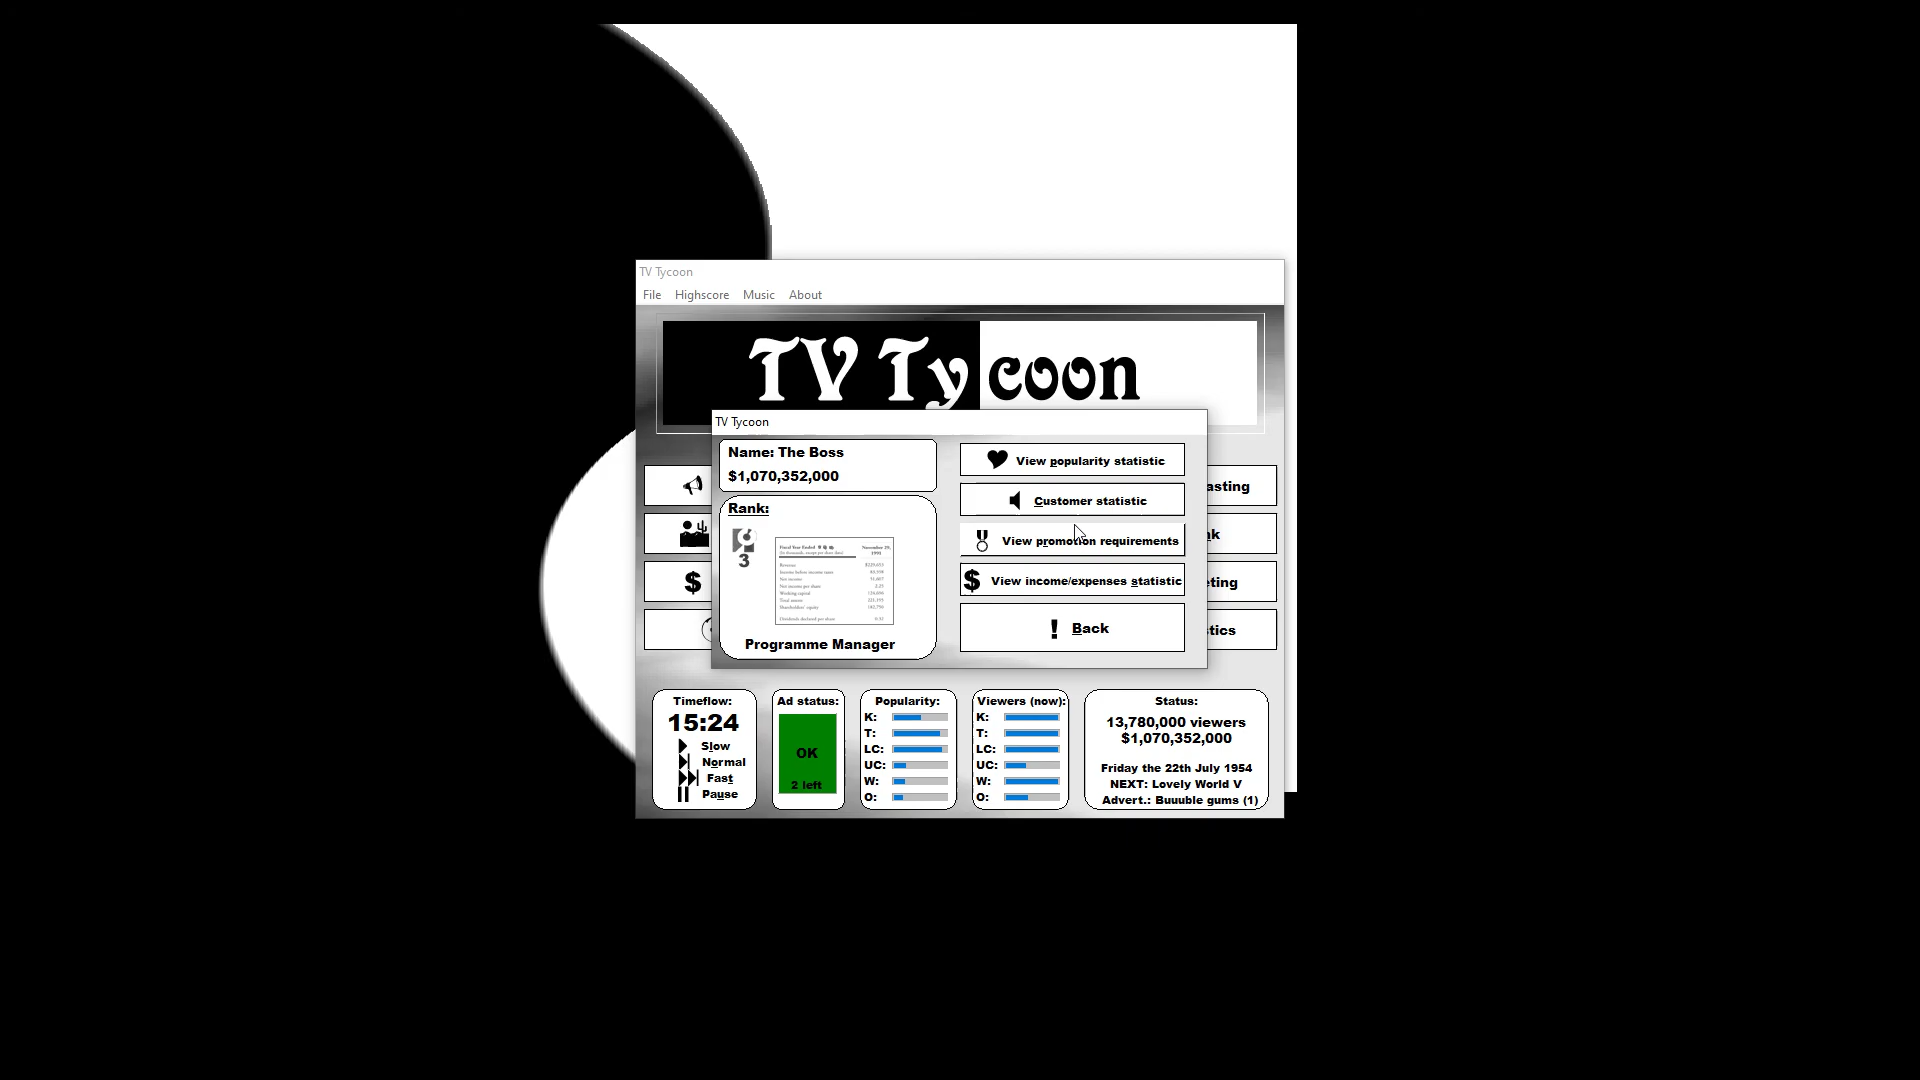 TV Tycoon
File Highscore Music About
TV Tycoon
TV Tycoon
Name: The Boss
$1,070,352,000
Rank:
3
Programme Manager
View popularity statistic
Customer statistic
View promotion requirements
View income/expenses statistic
! Back
$
asting
nk
eting
stics
Timeflow:
15:24
Slow
Normal
Fast
Pause
Ad status:
OK
2 left
Popularity:
K:
T:
LC:
UC:
W:
O:
Viewers (now):
K:
T:
LC:
UC:
W:
O:
Status:
13,780,000 viewers
$1,070,352,000
Friday the 22th July 1954
NEXT: Lovely World V
Advert.: Buuuble gums (1)